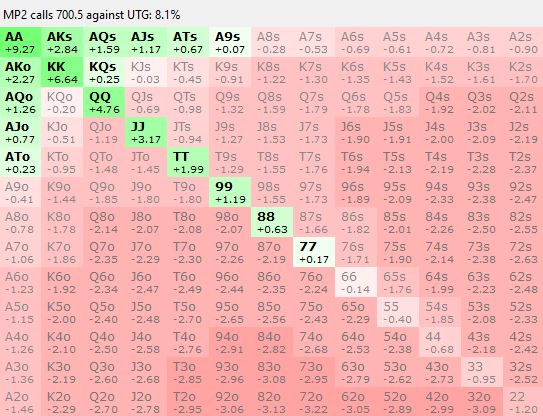 MP2 calls 700.5 against UTG: 8.1%
AA AKs AQs AJs ATs A9s A8s A7s A6s A5s A4s A3s A2s
+9.27 +2.84 +1.59 +1.17 +0.67 +0.07 -0.28 -0.53 -0.69 -0.61 -0.72 -0.81 -0.90
AKo KK KQs KJs KTs K9s K8s K7s K6s K5s K4s K3s K2s
+2.27 +6.64 +0.25 -0.03 -0.45 -0.91 -1.22 -1.30 -1.35 -1.43 -1.52 -1.61 -1.70
AQo KQo QQ QJs QTs Q9s Q8s Q7s Q6s Q5s Q4s Q3s Q2s
+1.26 -0.20 +4.76 -0.69 -0.98 -1.32 -1.59 -1.79 -1.78 -1.83 -1.92 -2.02 -2.11
AJo KJo QJo JJ JTs J9s J8s J7s J6s J5s J4s J3s J2s
+0.77 -0.51 -1.19 +3.17 -0.94 -1.27 -1.53 -1.74 -1.90 -1.91 -2.00 -2.09 -2.19
ATo KTo QTo JTo TT T9s T8s T7s T6s T5s T4s T3s T2s
+0.23 -0.95 -1.48 -1.45 +1.99 -1.29 -1.55 -1.76 -1.94 -2.13 -2.19 -2.28 -2.37
A9o K9o Q9o J9o T9o 99 98s 97s 96s 95s 94s 93s 92s
-0.41 -1.44 -1.85 -1.80 -1.80 +1.19 -1.55 -1.73 -1.89 -2.09 -2.33 -2.38 -2.47
A8o K8o Q8o J8o T8o 98o 88 87s 86s 85s 84s 83s 82s
-0.78 -1.78 -2.14 -2.07 -2.08 -2.07 +0.63 -1.66 -1.82 -2.01 -2.26 -2.50 -2.55
A7o K7o Q7o J7o T7o 97o 87o 77 76s 75s 74s 73s 72s
-1.06 -1.86 -2.35 -2.29 -2.30 -2.26 -2.19 +0.17 -1.71 -1.90 -2.14 -2.38 -2.63
A6o K6o Q6o J6o T6o 96o 86o 76o 66 65s 64s 63s 62s
-1.23 -1.92 -2.34 -2.47 -2.49 -2.44 -2.35 -2.24 -0.14 -1.76 -1.99 -2.23 -2.48
A5o K5o Q5o J5o T5o 95o 85o 75o 65o 55 54s 53s 52s
-1.15 -2.00 -2.40 -2.48 -2.70 -2.65 -2.56 -2.43 -2.29 -0.40 -1.85 -2.08 -2.33
A4o K4o Q4o J4o T4o 94o 84o 74o 64o 54o 44 43s 42s
-1.26 -2.10 -2.50 -2.58 -2.76 -2.91 -2.82 -2.68 -2.53 -2.38 -0.68 -2.18 -2.42
A3o K3o Q3o J3o T3o 93o 83o 73o 63o 53o 43o 33 32s
-1.36 -2.19 -2.60 -2.68 -2.85 -2.96 -3.08 -2.95 -2.79 -2.62 -2.73 -0.95 -2.52
A2o K2o Q2o J2o T2o 92o 82o 72o 62o 52o 42o 32o 22
-1.46 -2.29 -2.70 -2.78 -2.95 -3.06 -3.13 -3.22 -3.05 -2.89 -2.99 -3.09 -1.20